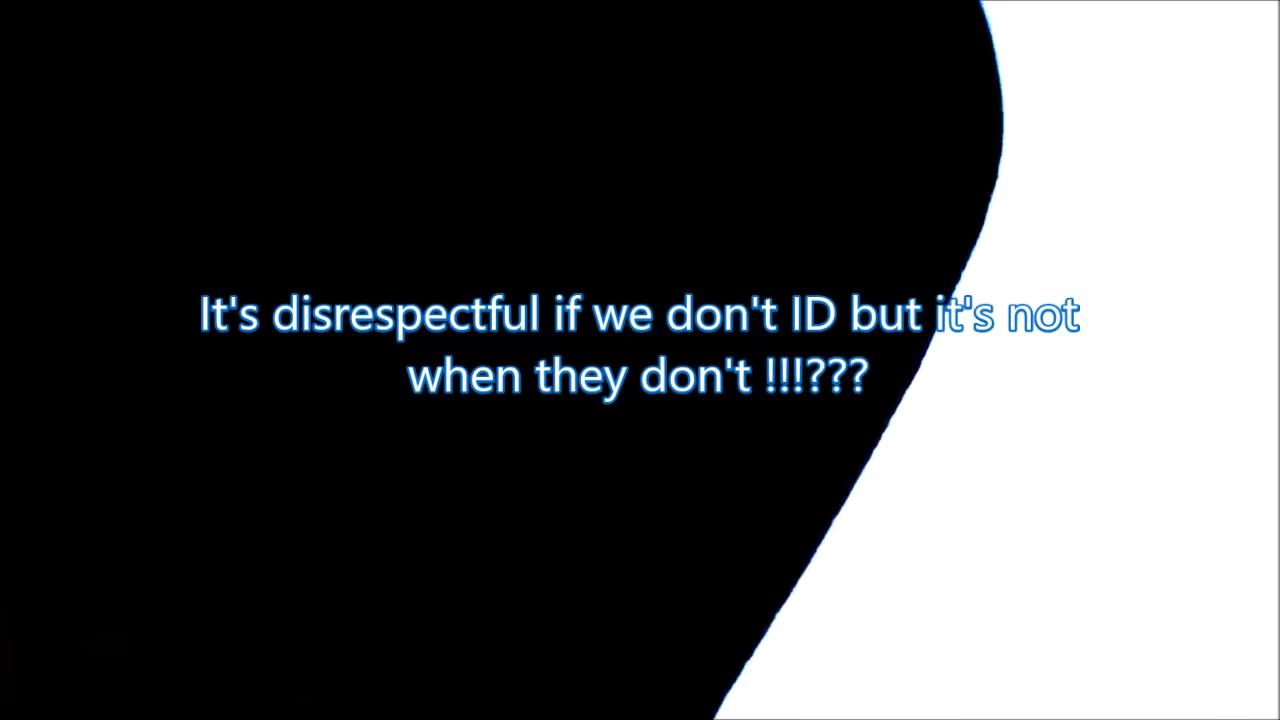 It's disrespectful if we don't ID but it's not
when they don't !!!???